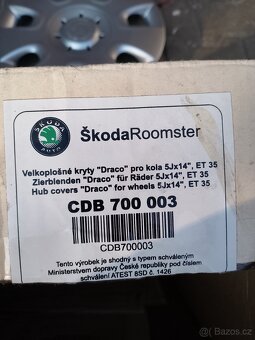 ŠKODA
AUTO
ŠkodaRoomster
Velkoplošné kryty "Draco" pro kola 5Jx14", ET 35
Zierblenden "Draco" für Räder 5Jx14", ET 35
Hub covers "Draco" for wheels 5Jx14", ET 35
CDB 700 003
CDB700003
Tento výrobek je shodný s typem schváleným
Ministerstvem dopravy České republiky pod číslem
schválení ATEST 8SD č. 1426
bazos.cz